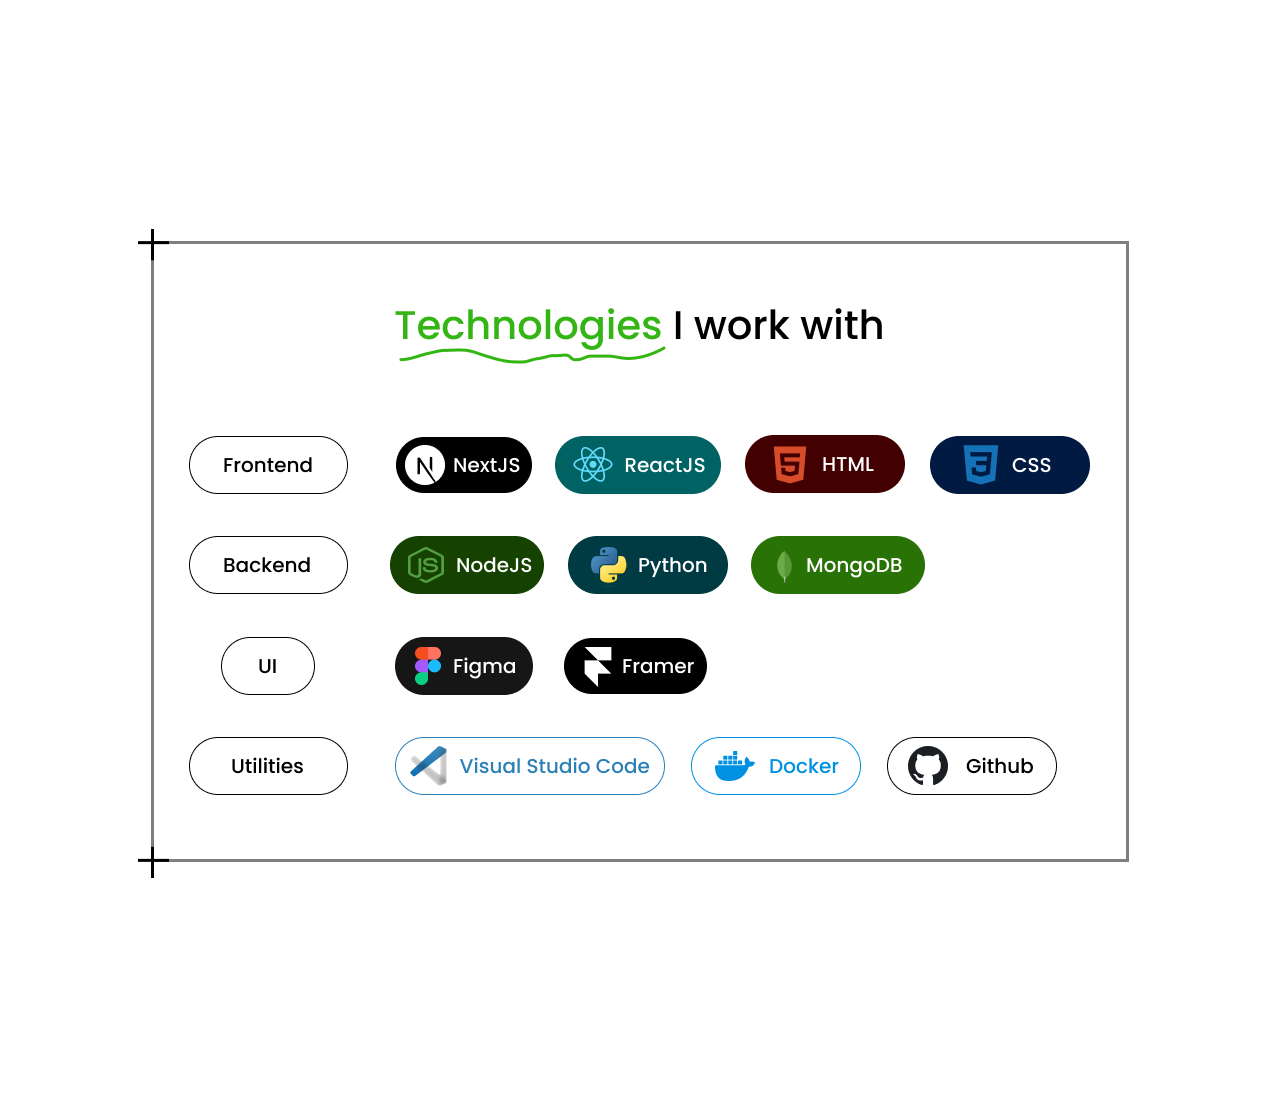 Technologies I work with
Frontend NextJS ReactJS HTML CSS
Backend NodeJS Python MongoDB
UI Figma Framer
Utilities Visual Studio Code Docker Github